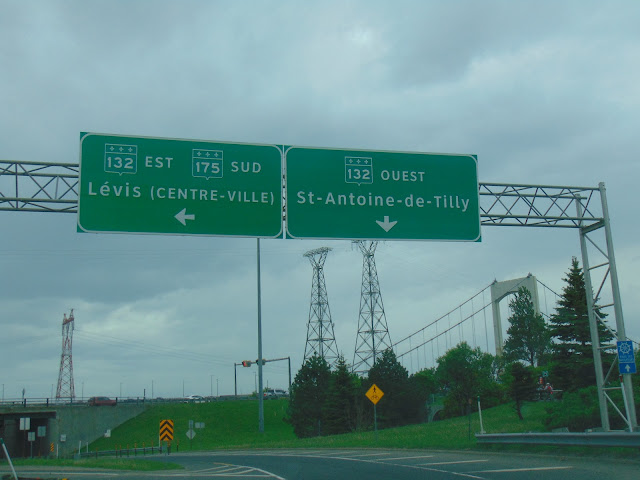 132 EST 175 SUD
Lévis (CENTRE-VILLE)
132 OUEST
St-Antoine-de-Tilly